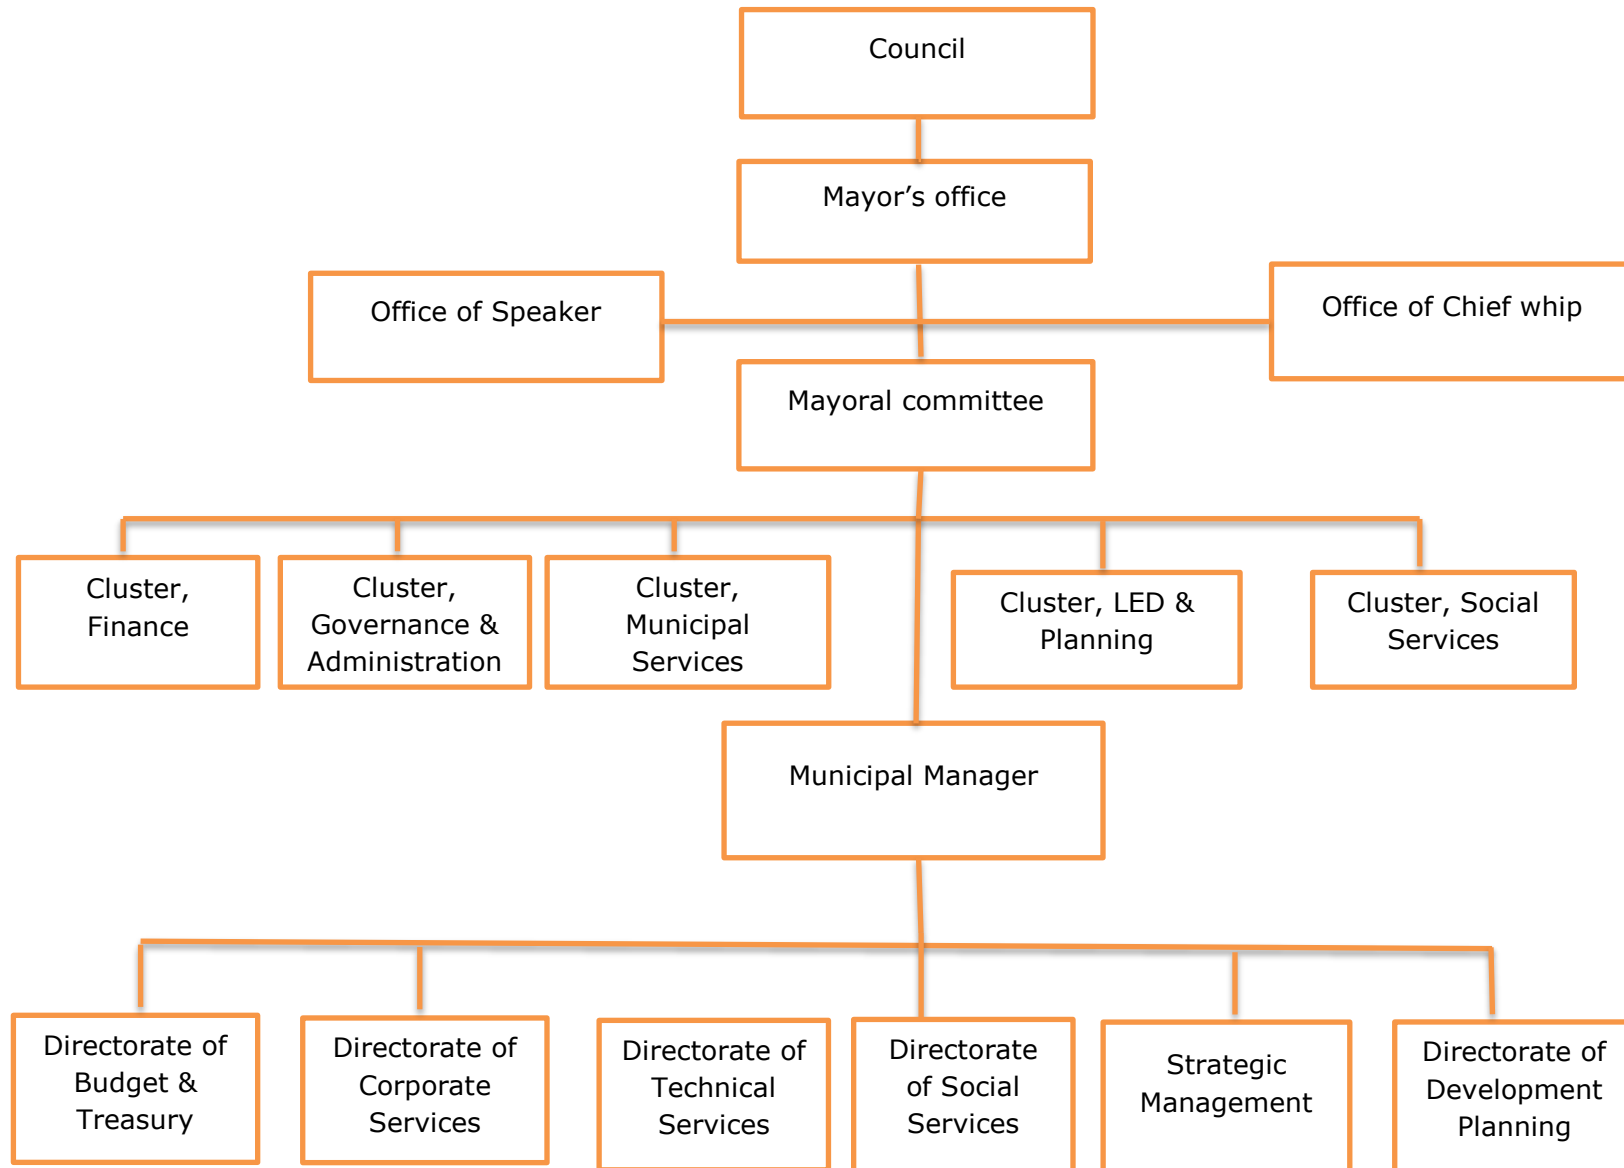 Council
Mayor’s office
Office of Speaker
Office of Chief whip
Mayoral committee
Cluster,
Finance
Cluster,
Governance &
Administration
Cluster,
Municipal
Services
Cluster, LED &
Planning
Cluster, Social
Services
Municipal Manager
Directorate of
Budget &
Treasury
Directorate of
Corporate
Services
Directorate of
Technical
Services
Directorate
of Social
Services
Strategic
Management
Directorate of
Development
Planning